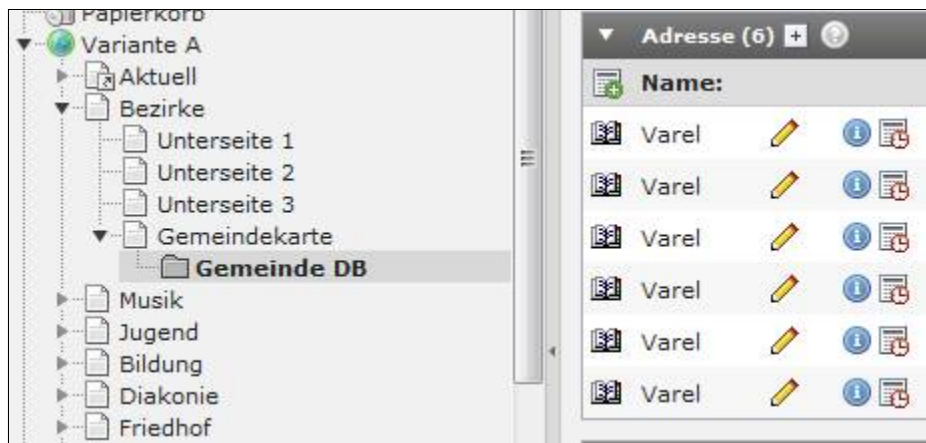 Papierkorb
Variante A
Aktuell
Bezirke
Unterseite 1
Unterseite 2
Unterseite 3
Gemeindekarte
Gemeinde DB
Musik
Jugend
Bildung
Diakonie
Friedhof
Adresse (6)
Name:
Varel
Varel
Varel
Varel
Varel
Varel